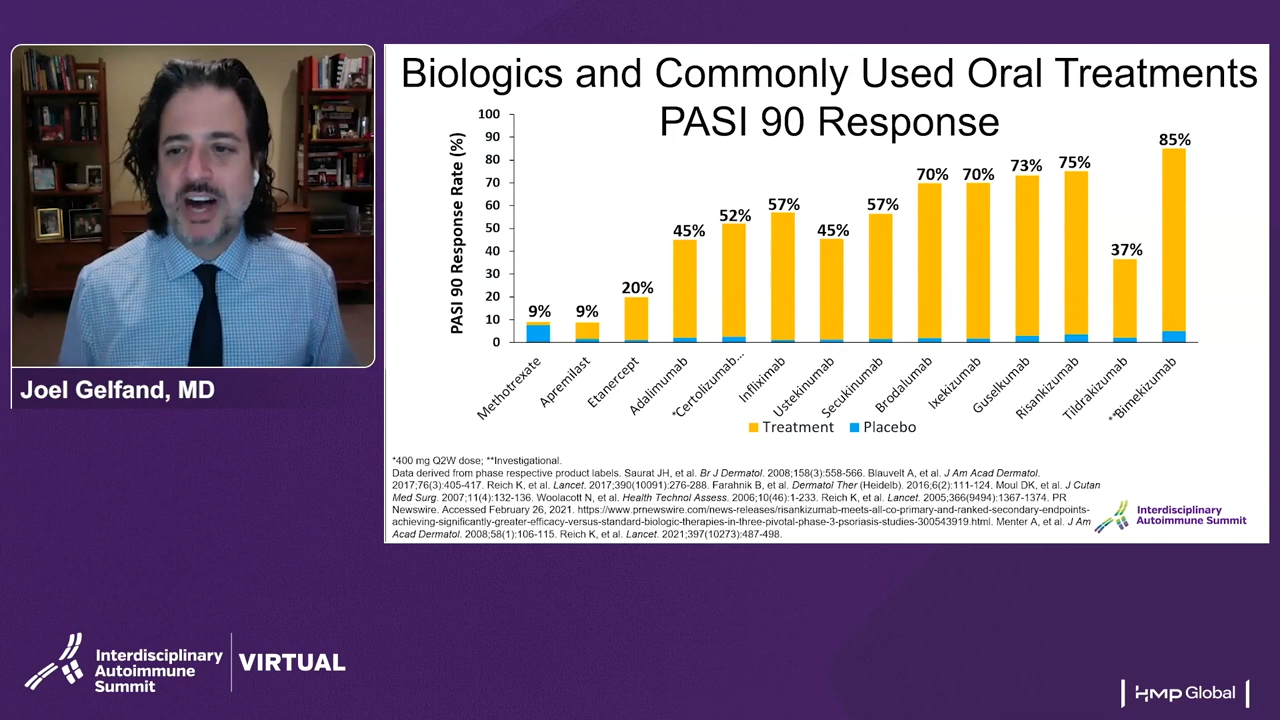 Joel Gelfand, MD
Biologics and Commonly Used Oral Treatments
PASI 90 Response
PASI 90 Response Rate (%)
100
90
80
70
60
50
40
30
20
10
0
9%
9%
20%
45%
52%
57%
45%
57%
70%
70%
73%
75%
37%
85%
Methotrexate
Apremilast
Etanercept
Adalimumab
*Certolizumab...
Infliximab
Ustekinumab
Secukinumab
Brodalumab
Ixekizumab
Guselkumab
Risankizumab
Tildrakizumab
**Bimekizumab
Treatment Placebo
*400 mg Q2W dose; **Investigational.
Data derived from phase respective product labels. Saurat JH, et al. Br J Dermatol. 2008;158(3):558-566. Blauvelt A, et al. J Am Acad Dermatol.
2017;76(3):405-417. Reich K, et al. Lancet. 2017;390(10091):276-288. Farahnik B, et al. Dermatol Ther (Heidelb). 2016;6(2):111-124. Moul DK, et al. J Cutan
Med Surg. 2007;11(4):132-136. Woolacott N, et al. Health Technol Assess. 2006;10(46):1-233. Reich K, et al. Lancet. 2005;366(9494):1367-1374. PR
Newswire. Accessed February 26, 2021. https://www.prnewswire.com/news-releases/risankizumab-meets-all-co-primary-and-ranked-secondary-endpoints-
achieving-significantly-greater-efficacy-versus-standard-biologic-therapies-in-three-pivotal-phase-3-psoriasis-studies-300543919.html. Menter A, et al. J Am
Acad Dermatol. 2008;58(1):106-115. Reich K, et al. Lancet. 2021;397(10273):487-498.
Interdisciplinary
Autoimmune Summit
Interdisciplinary
Autoimmune
Summit
VIRTUAL
HMP Global